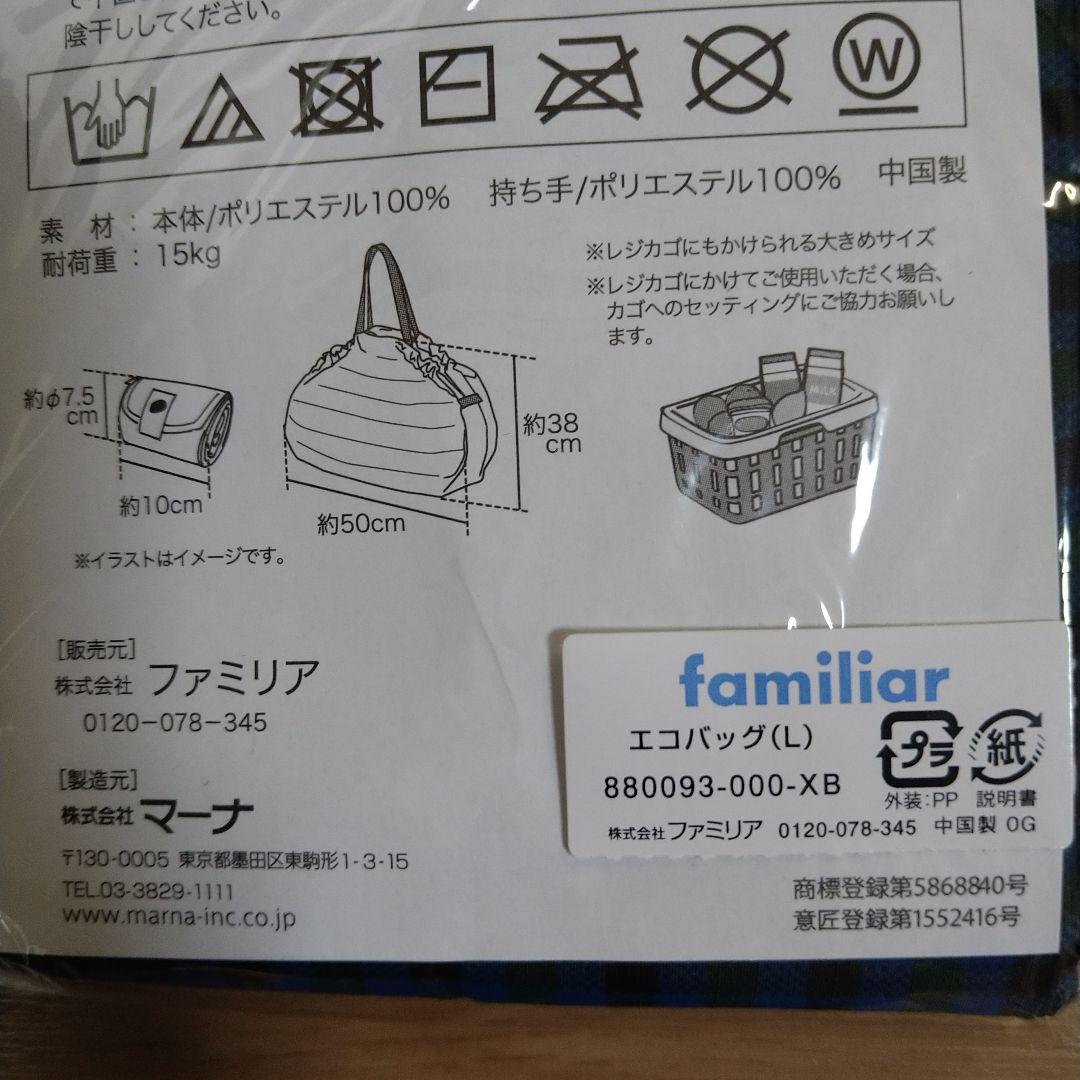 陰干ししてください。
W
素　材：本体/ポリエステル100%　持ち手/ポリエステル100%　中国製
耐荷重：15kg
※レジカゴにもかけられる大きめサイズ
※レジカゴにかけてご使用いただく場合、
カゴへのセッティングにご協力お願いし
ます。
約φ7.5
cm
約10cm
約38
cm
約50cm
MILK
※イラストはイメージです。
[販売元]
株式会社 ファミリア
0120-078-345
[製造元]
株式会社 マーナ
〒130-0005 東京都墨田区東駒形1-3-15
TEL.03-3829-1111
www.marna-inc.co.jp
familiar
エコバッグ(L)
880093-000-XB
プラ
紙
外装:PP 説明書
株式会社 ファミリア 0120-078-345 中国製 OG
商標登録第5868840号
意匠登録第1552416号